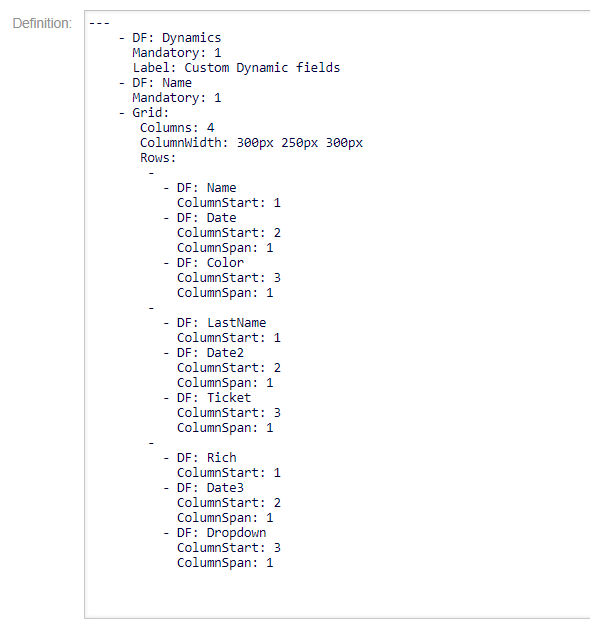 Definition:
---
    - DF: Dynamics
      Mandatory: 1
      Label: Custom Dynamic fields
    - DF: Name
      Mandatory: 1
    - Grid:
       Columns: 4
       ColumnWidth: 300px 250px 300px
       Rows:
        -
          - DF: Name
            ColumnStart: 1
          - DF: Date
            ColumnStart: 2
            ColumnSpan: 1
          - DF: Color
            ColumnStart: 3
            ColumnSpan: 1
        -
          - DF: LastName
            ColumnStart: 1
          - DF: Date2
            ColumnStart: 2
            ColumnSpan: 1
          - DF: Ticket
            ColumnStart: 3
            ColumnSpan: 1
        -
          - DF: Rich
            ColumnStart: 1
          - DF: Date3
            ColumnStart: 2
            ColumnSpan: 1
          - DF: Dropdown
            ColumnStart: 3
            ColumnSpan: 1